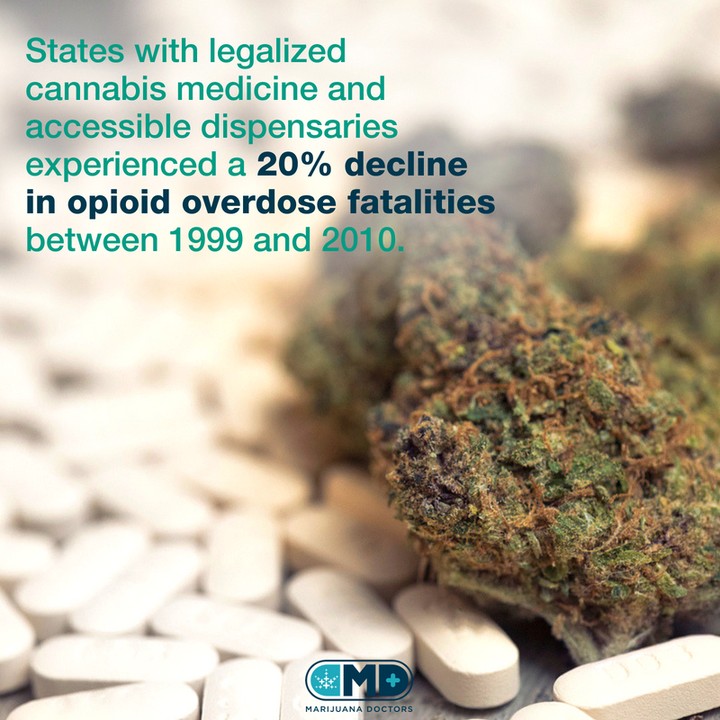 States with legalized
cannabis medicine and
accessible dispensaries
experienced a 20% decline
in opioid overdose fatalities
between 1999 and 2010.
MD
MARIJUANA DOCTORS